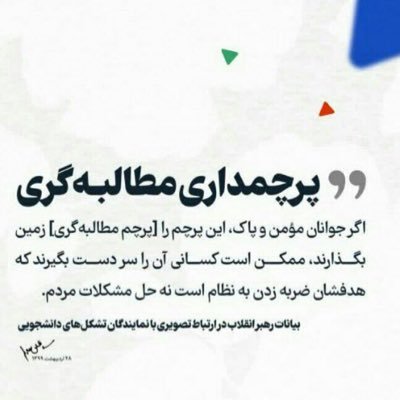 پرچمداری مطالبه‌گری
اگر جوانان مؤمن و پاک، این پرچم را [پرچم مطالبه‌گری] زمین
بگذارند، ممکن است کسانی آن را سر دست بگیرند که
هدفشان ضربه زدن به نظام است نه حل مشکلات مردم.
بیانات رهبر انقلاب در ارتباط تصویری با نمایندگان تشکل‌های دانشجویی
۲۸ اردیبهشت ۱۳۹۹